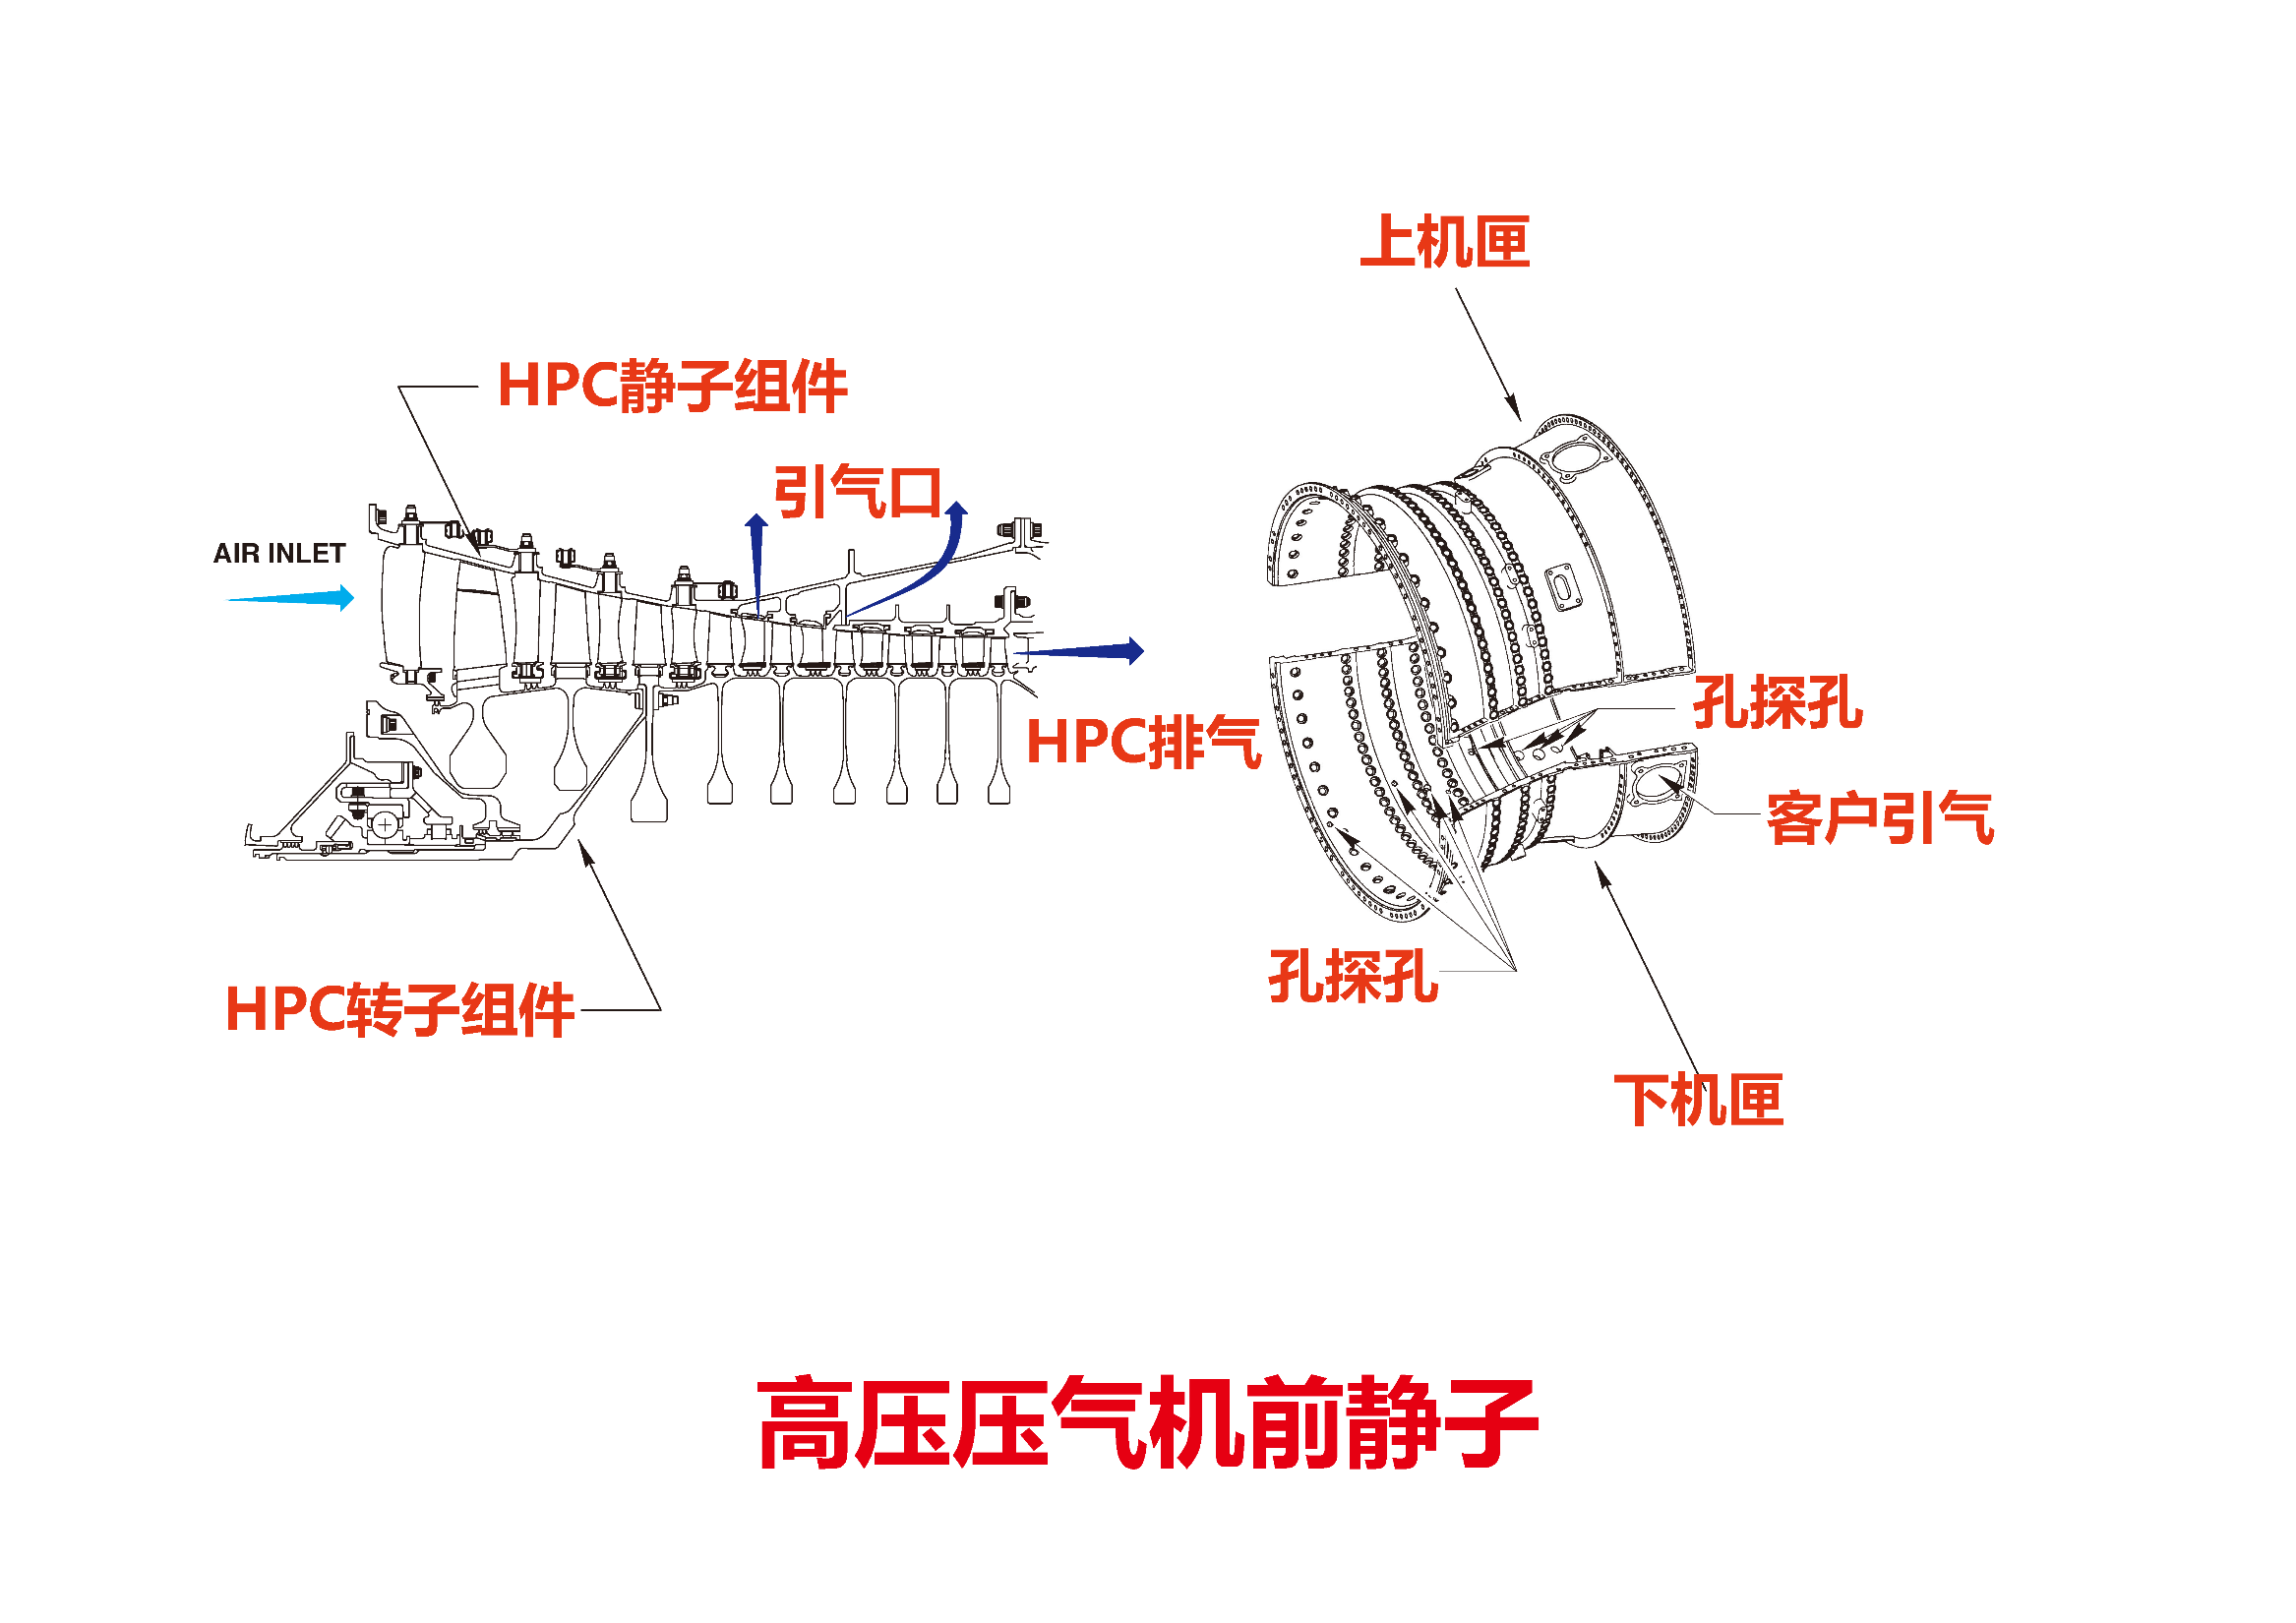 上机匣
HPC静子组件
引气口
AIR INLET
孔探孔
HPC排气
客户引气
孔探孔
HPC转子组件
下机匣
高压压气机前静子